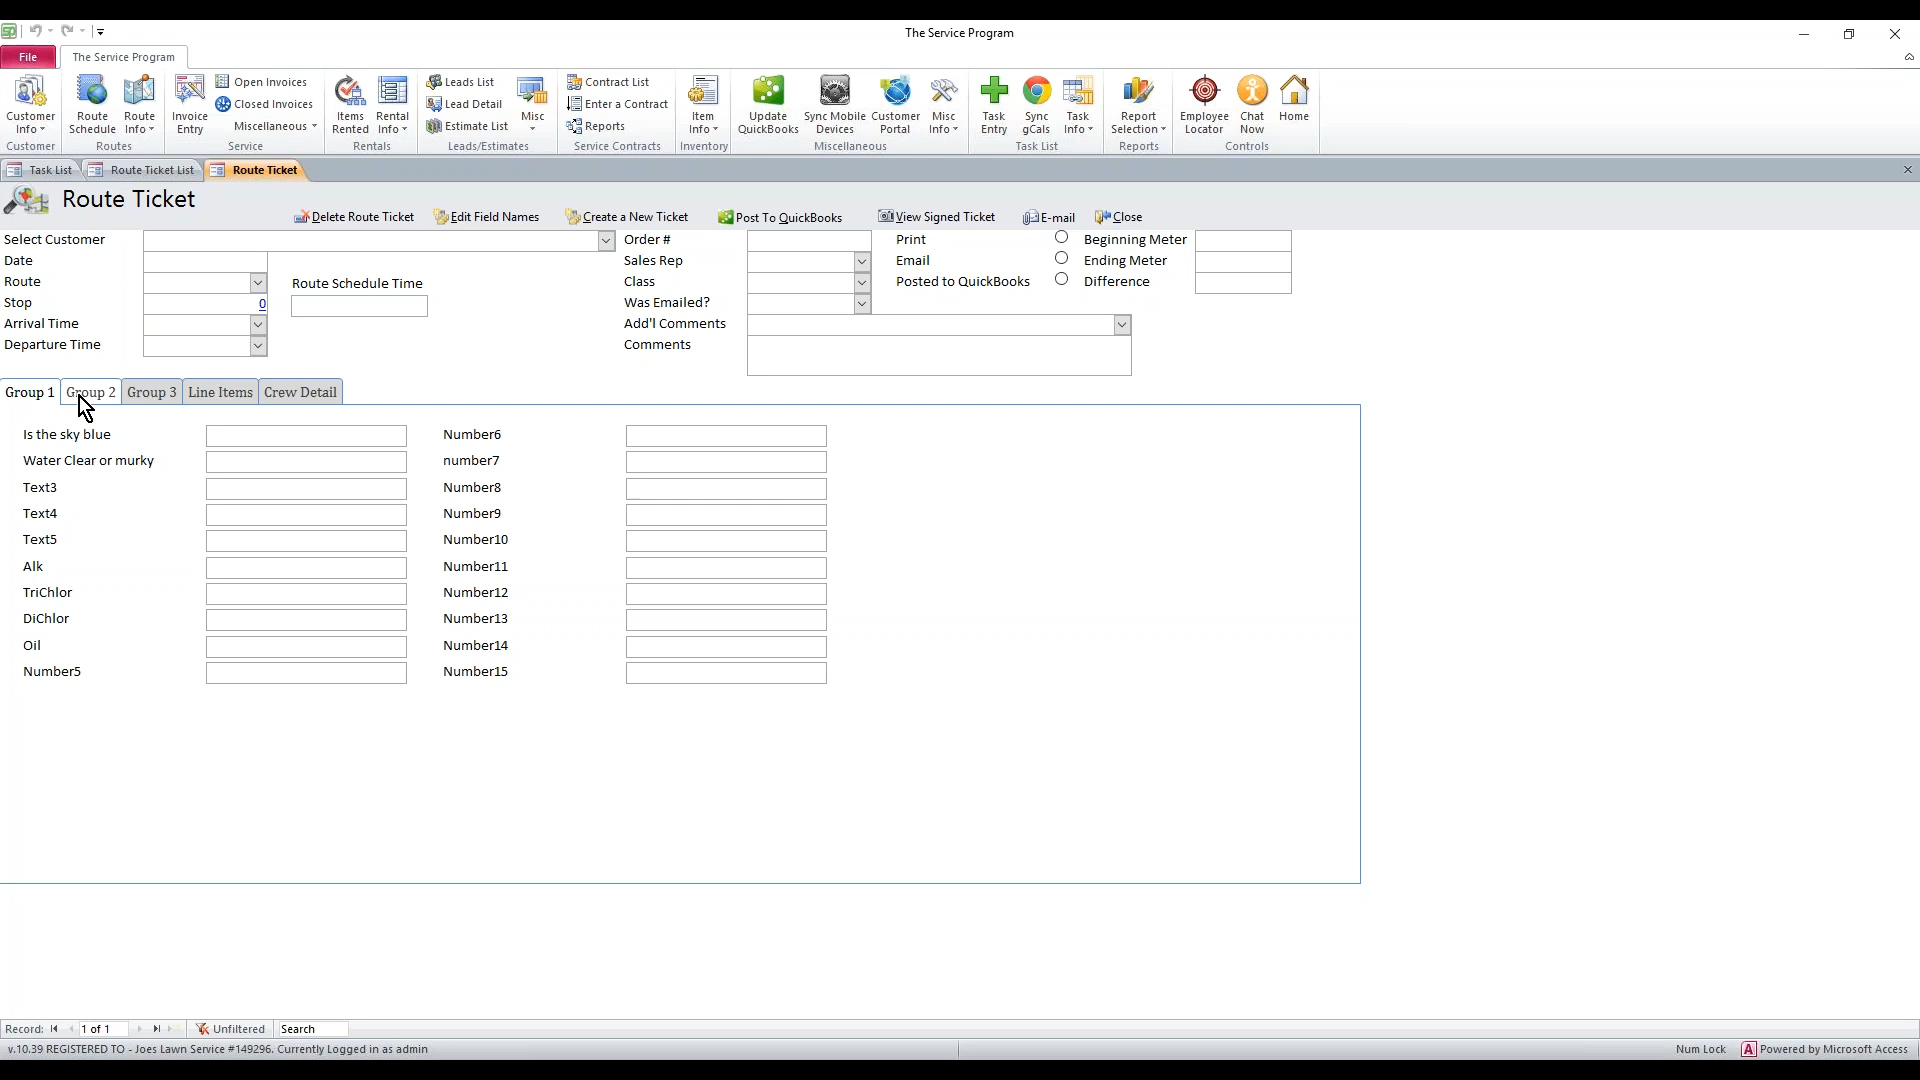 The Service Program
File
The Service Program
Customer Info
Route Schedule
Route Info
Invoice Entry
Open Invoices
Closed Invoices
Miscellaneous
Items Rented
Rental Info
Leads List
Lead Detail
Estimate List
Misc
Contract List
Enter a Contract
Reports
Item Info
Update QuickBooks
Sync Mobile Devices
Customer Portal
Misc Info
Task Entry
Sync gCals
Task Info
Report Selection
Employee Locator
Chat Now
Home
Customer
Routes
Service
Rentals
Leads/Estimates
Service Contracts
Inventory
Miscellaneous
Task List
Reports
Controls
Task List
Route Ticket List
Route Ticket
Route Ticket
Delete Route Ticket
Edit Field Names
Create a New Ticket
Post To QuickBooks
View Signed Ticket
E-mail
Close
Select Customer
Date
Route
Stop
0
Arrival Time
Departure Time
Route Schedule Time
Order #
Sales Rep
Class
Was Emailed?
Add'l Comments
Comments
Print
Email
Posted to QuickBooks
Beginning Meter
Ending Meter
Difference
Group 1
Group 2
Group 3
Line Items
Crew Detail
Is the sky blue
Water Clear or murky
Text3
Text4
Text5
Alk
TriChlor
DiChlor
Oil
Number5
Number6
number7
Number8
Number9
Number10
Number11
Number12
Number13
Number14
Number15
Record:
1 of 1
Unfiltered
Search
v.10.39 REGISTERED TO - Joes Lawn Service #149296. Currently Logged in as admin
Num Lock
A Powered by Microsoft Access